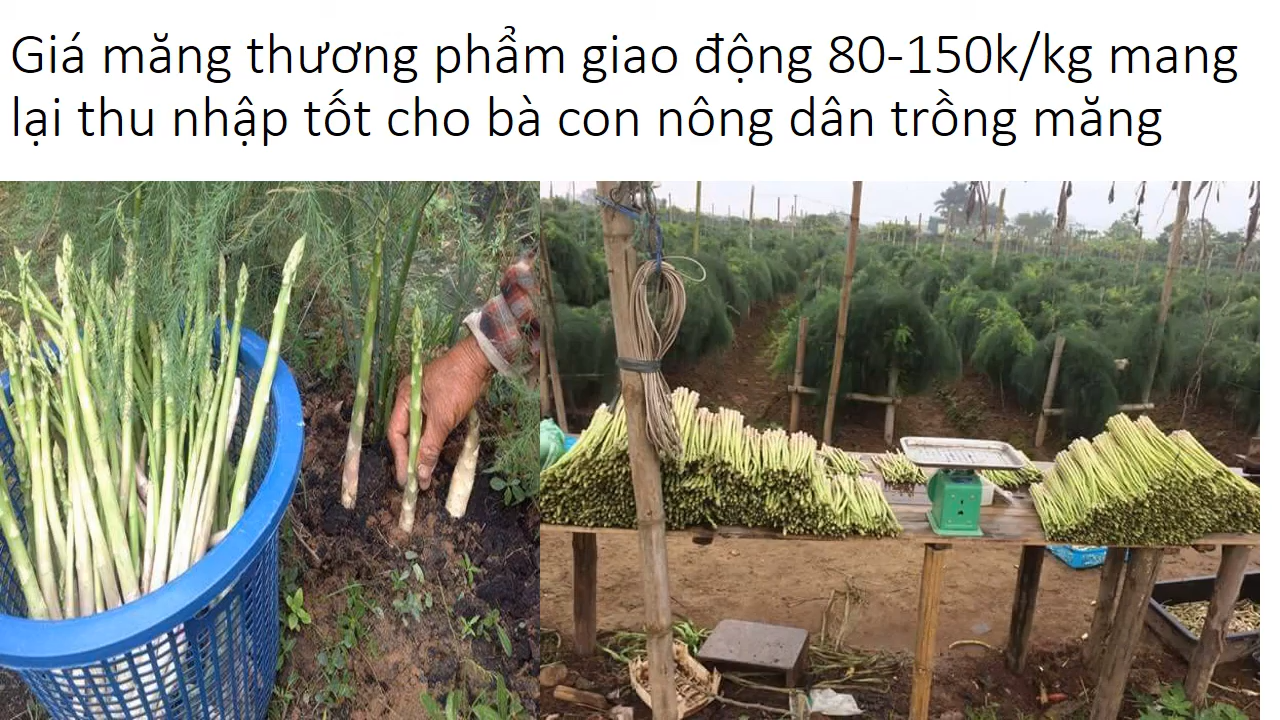 Giá măng thương phẩm giao động 80-150k/kg mang
lại thu nhập tốt cho bà con nông dân trồng măng